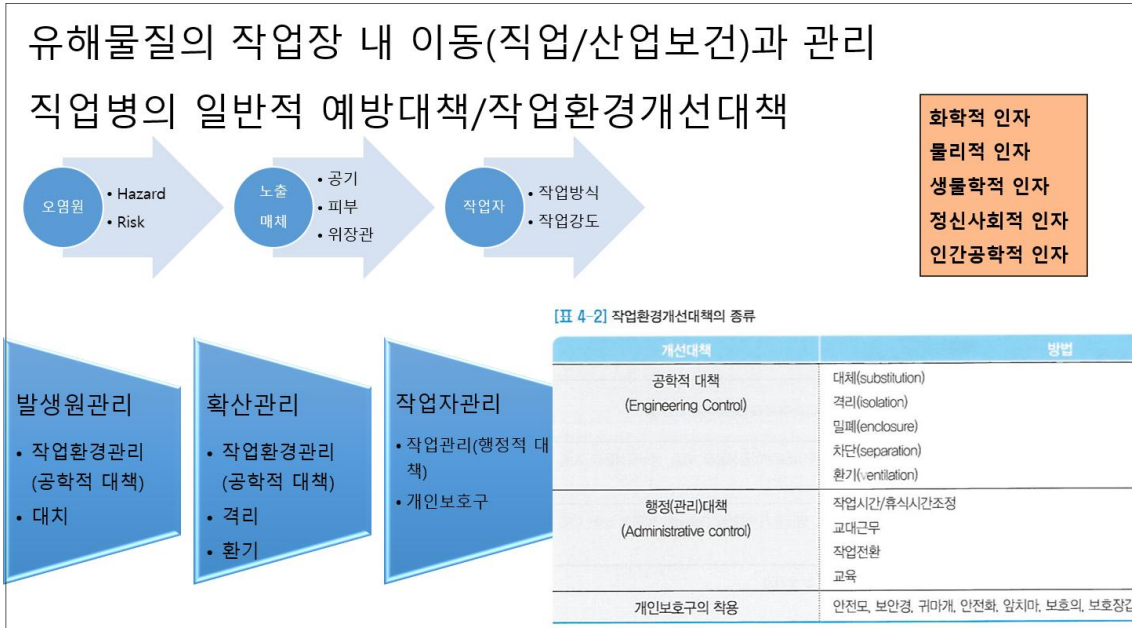 유해물질의 작업장 내 이동(직업/산업보건)과 관리
직업병의 일반적 예방대책/작업환경개선대책
화학적 인자
물리적 인자
생물학적 인자
정신사회적 인자
인간공학적 인자
오염원
• Hazard
• Risk
노출
매체
• 공기
• 피부
• 위장관
작업자
• 작업방식
• 작업강도
발생원관리
• 작업환경관리
(공학적 대책)
• 대치
확산관리
• 작업환경관리
(공학적 대책)
• 격리
• 환기
작업자관리
• 작업관리(행정적 대
책)
• 개인보호구
[표 4-2] 작업환경개선대책의 종류
개선대책
방법
공학적 대책
(Engineering Control)
대체(substitution)
격리(isolation)
밀폐(enclosure)
차단(separation)
환기(ventilation)
행정(관리)대책
(Administrative control)
작업시간/휴식시간조정
교대근무
작업전환
교육
개인보호구의 착용
안전모, 보안경, 귀마개, 안전화, 앞치마, 보호의, 보호장갑